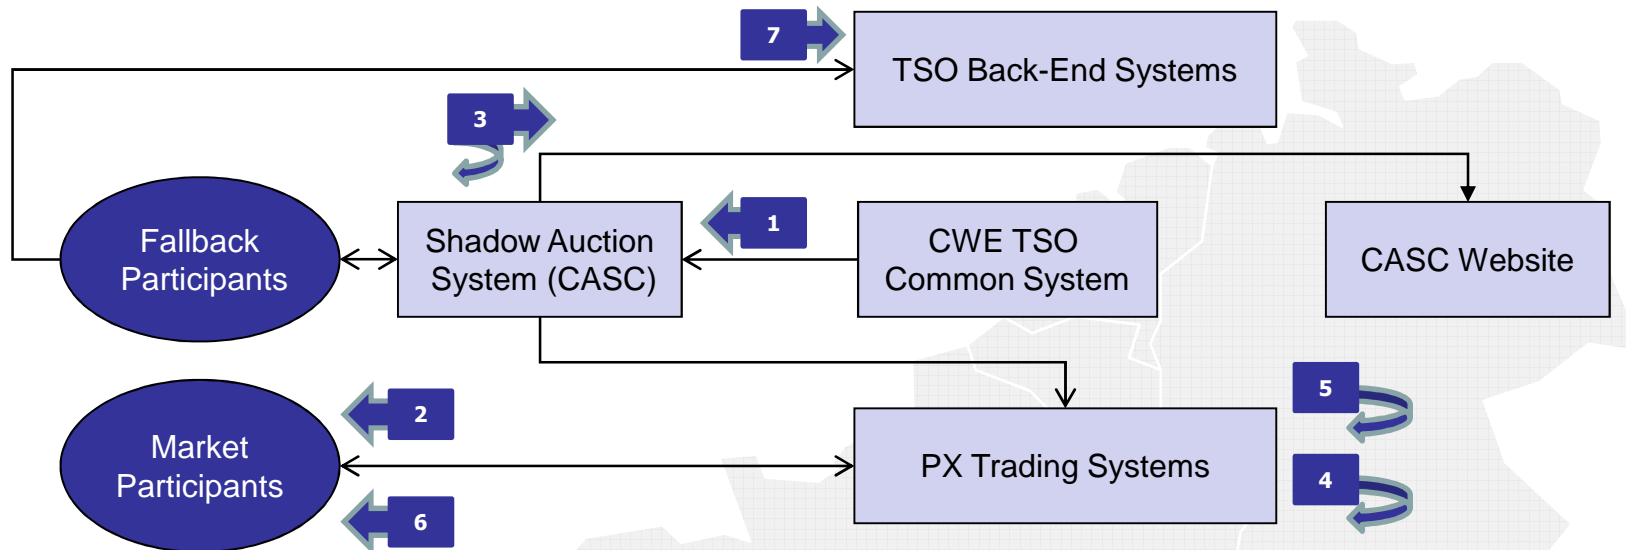 7
TSO Back-End Systems
3
Fallback
Participants
Shadow Auction
System (CASC)
1
CWE TSO
Common System
CASC Website
2
5
Market
Participants
PX Trading Systems
4
6